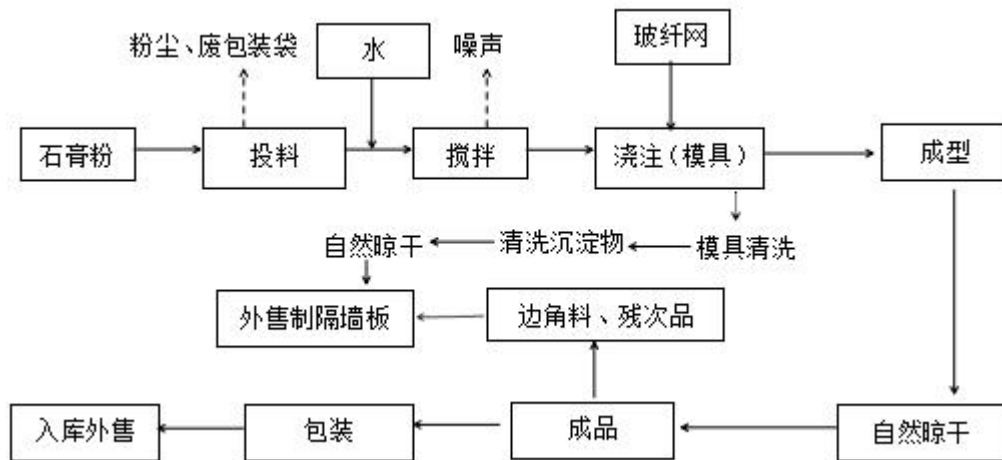 粉尘、废包装袋
水
噪声
玻纤网
石膏粉
投料
搅拌
浇注（模具）
成型
自然晾干
清洗沉淀物
模具清洗
外售制隔墙板
边角料、残次品
入库外售
包装
成品
自然晾干